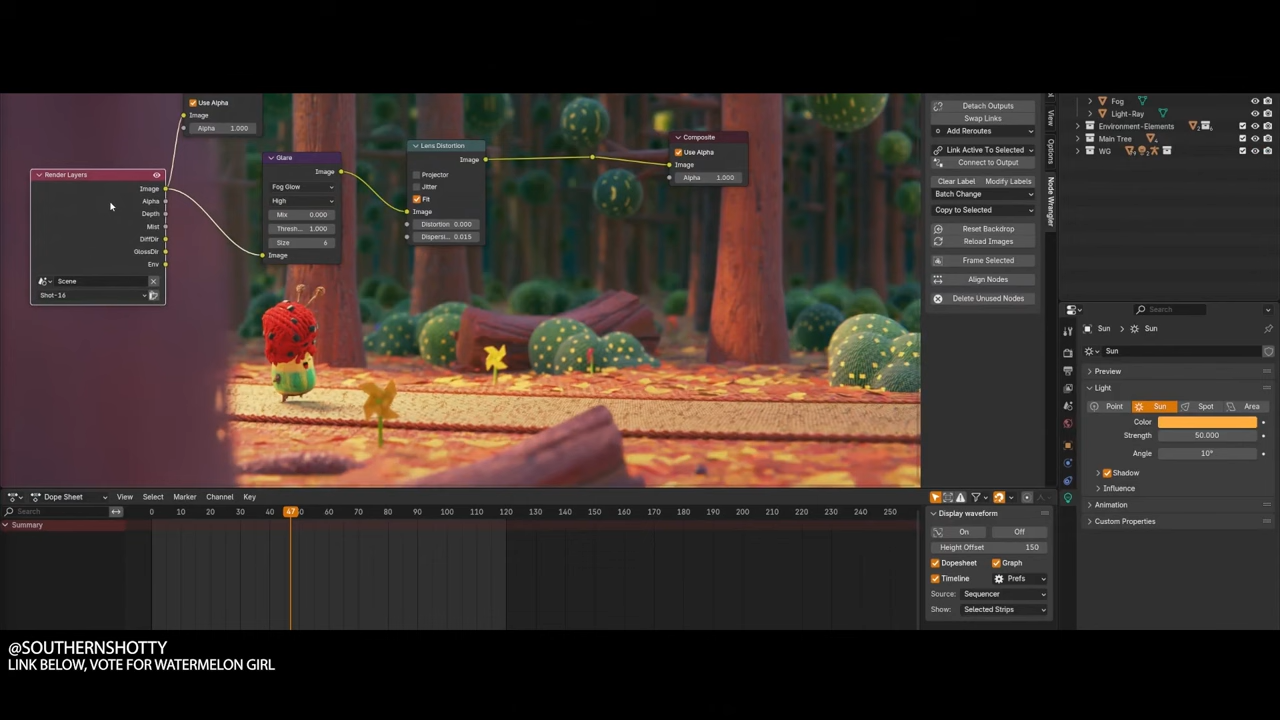 Use Alpha
Image
Alpha 1.000
Render Layers
Image
Alpha
Depth
Mist
DiffDir
GlossDir
Env
Scene
Shot-16
Glare
Image
Fog Glow
High
Mix 0.000
Thresh.. 1.000
Size 6
Image
Lens Distortion
Image
Projector
Jitter
Fit
Image
Distortion 0.000
Dispersi.. 0.015
Composite
Use Alpha
Image
Alpha 1.000
Detach Outputs
Swap Links
Add Reroutes
Link Active To Selected
Connect to Output
Clear Label Modify Labels
Batch Change
Copy to Selected
Reset Backdrop
Reload Images
Frame Selected
Align Nodes
Delete Unused Nodes
View
Options
Node Wrangler
Fog
Light-Ray
Environment-Elements
Main Tree
WG
Search
Sun Sun
Sun
Preview
Light
Point Sun Spot Area
Color
Strength 50.000
Angle 10°
Shadow
Influence
Animation
Custom Properties
Dope Sheet View Select Marker Channel Key
Search 0 10 20 30 40 47 50 60 70 80 90 100 110 120 130 140 150 160 170 180 190 200 210 220 230 240 250
Summary
Display waveform
On Off
Height Offset 150
Dopesheet Graph
Timeline Prefs
Source: Sequencer
Show: Selected Strips
@SOUTHERNSHOTTY
LINK BELOW, VOTE FOR WATERMELON GIRL